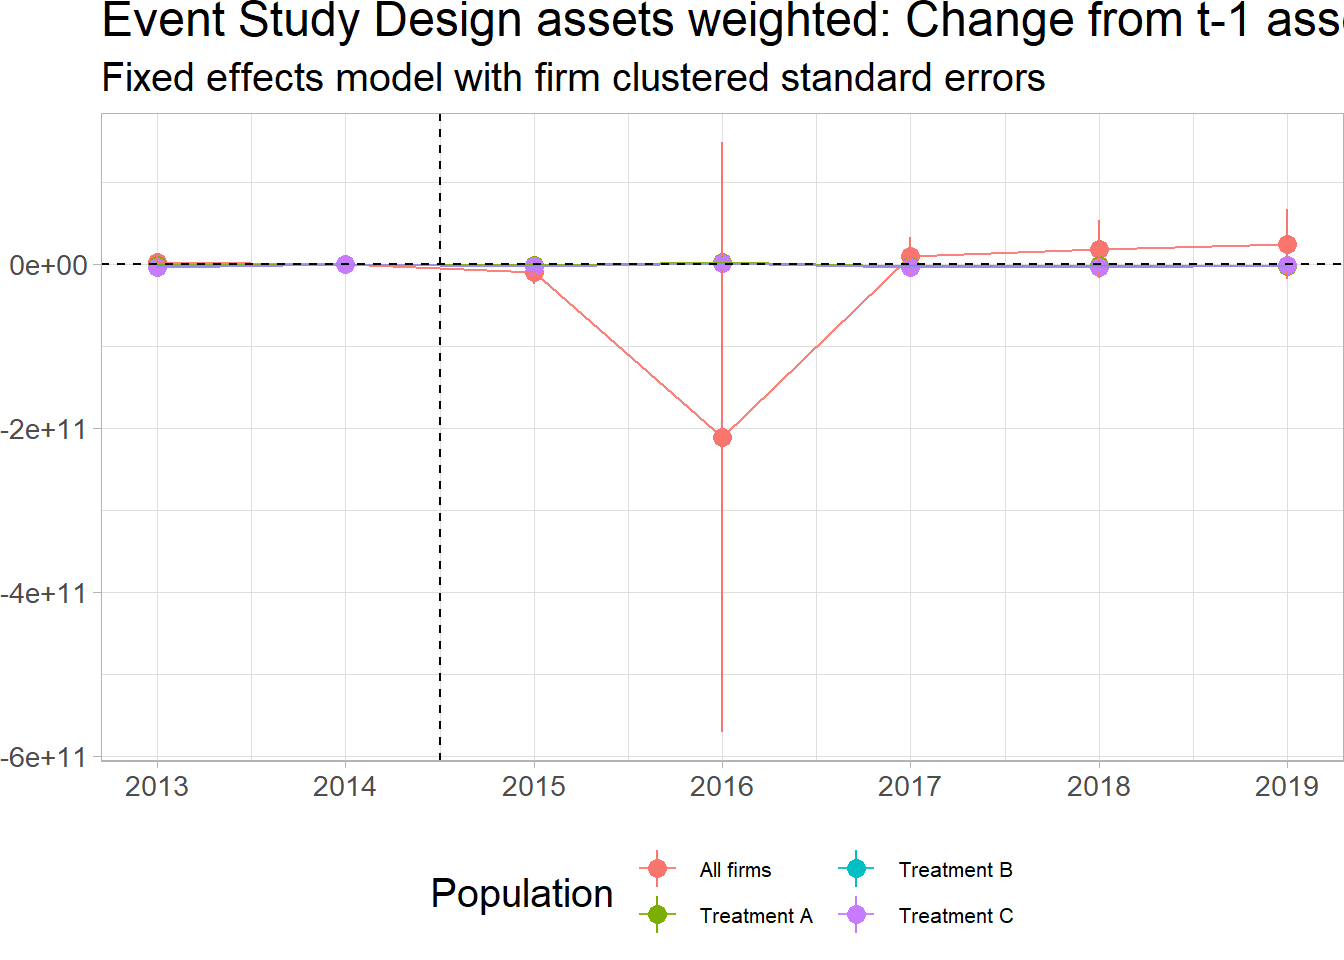 Event Study Design assets weighted: Change from t-1
Fixed effects model with firm clustered standard errors
0e+00
-2e+11
-4e+11
-6e+11
2013 2014 2015 2016 2017 2018 2019
Population
All firms Treatment B
Treatment A Treatment C